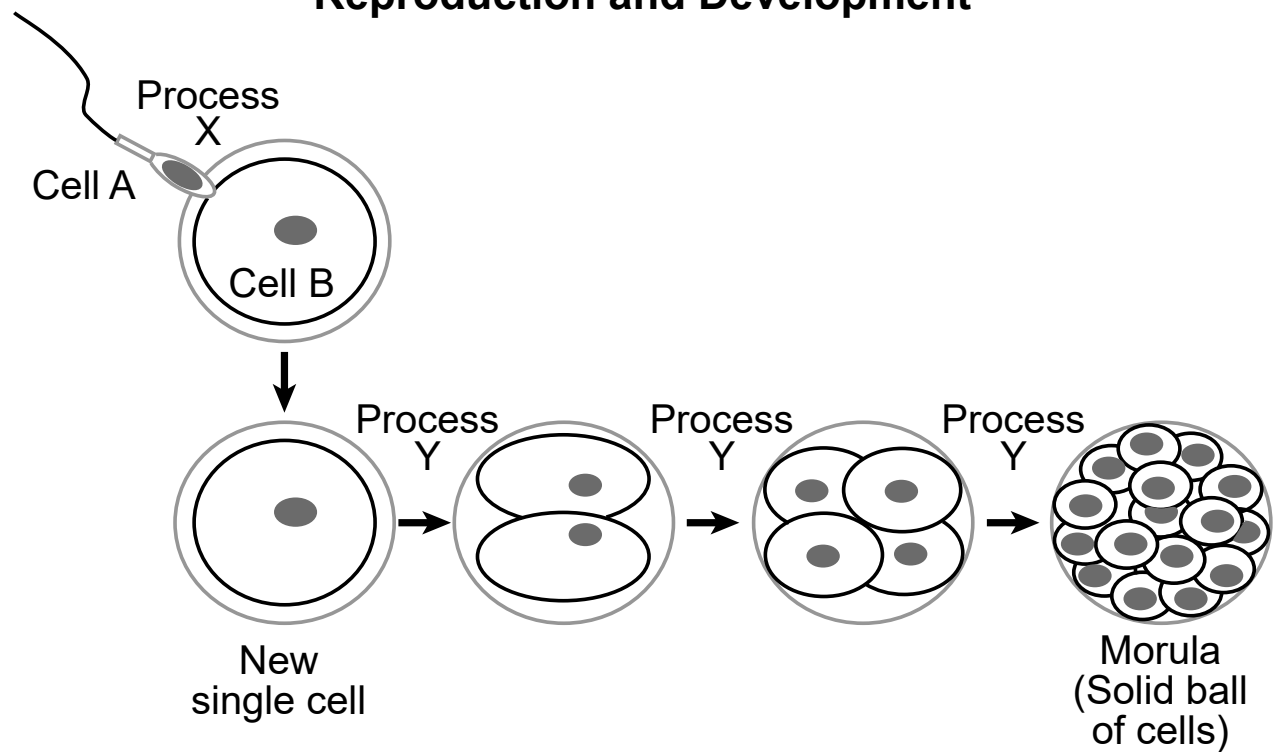 Reproduction and Development
Process
X
Cell A
Cell B
Process
Y
Process
Y
Process
Y
New
single cell
Morula
(Solid ball
of cells)